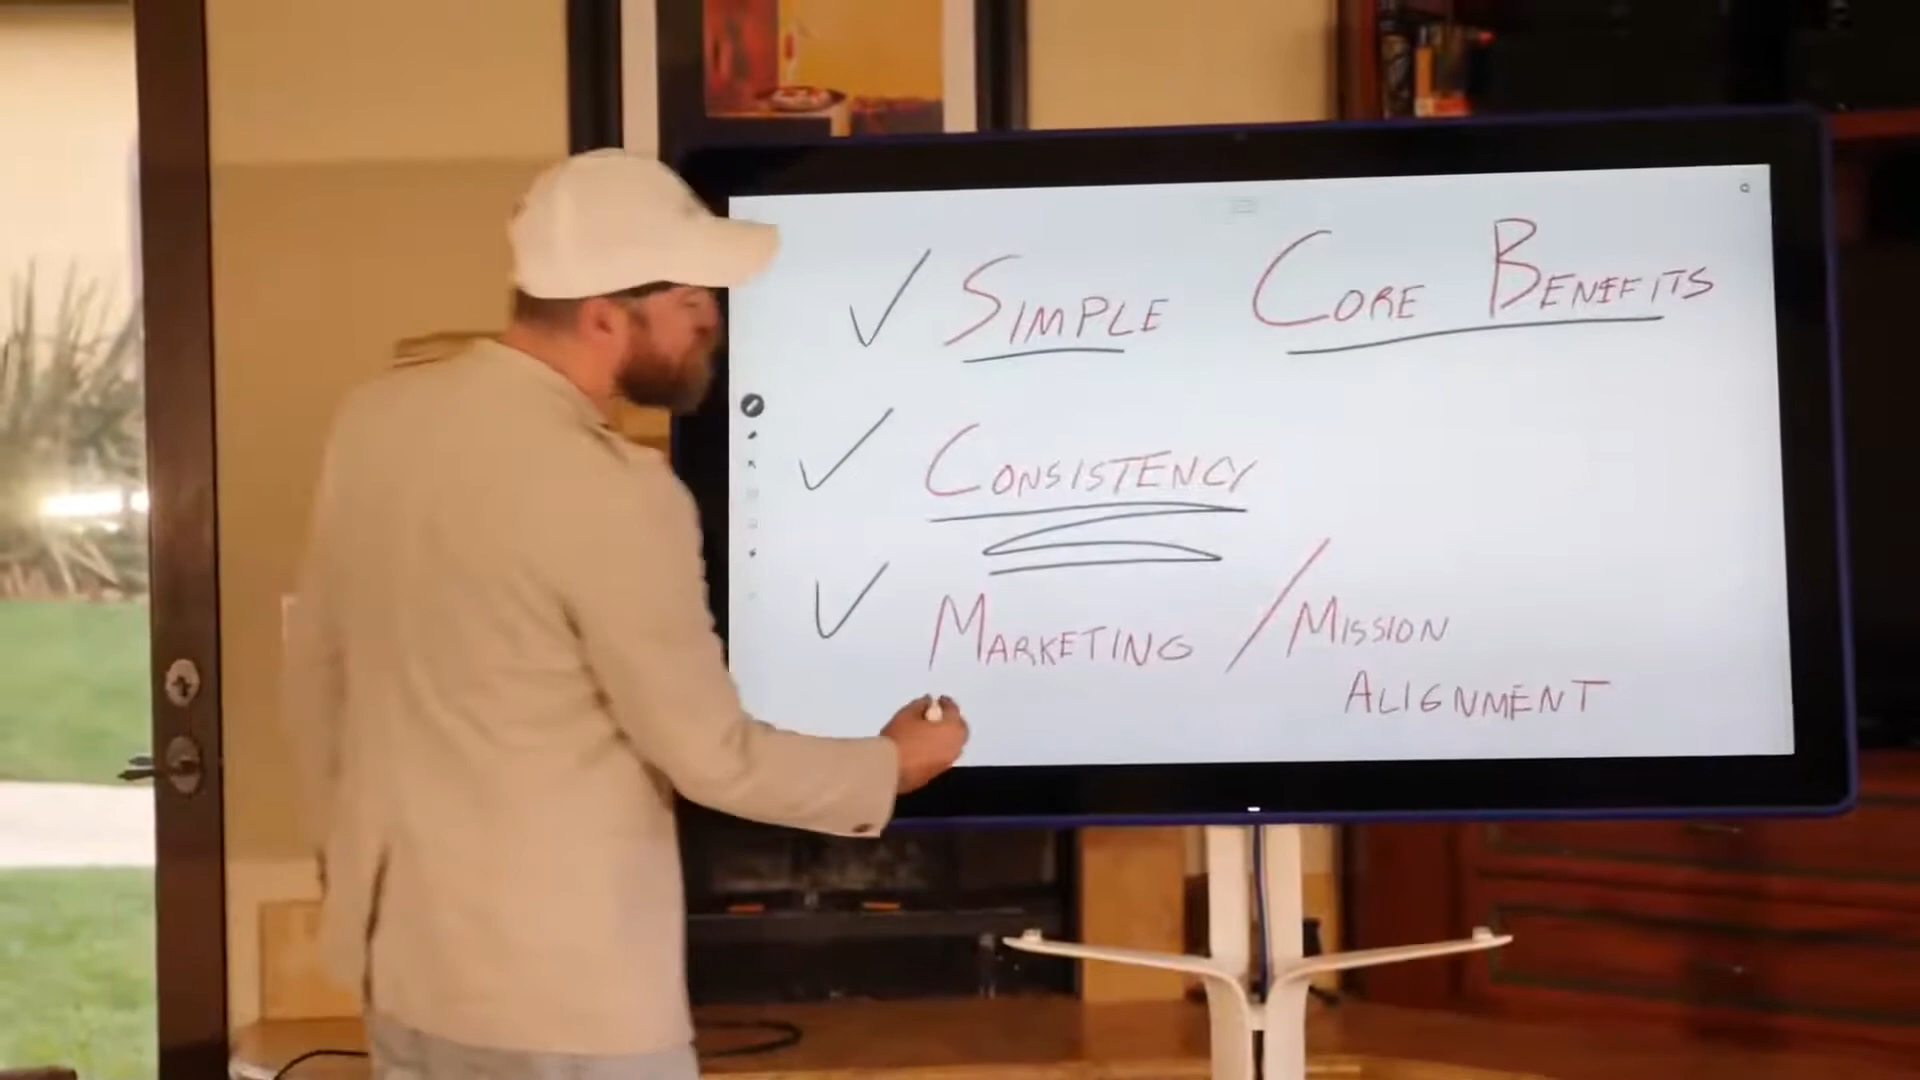 ✓ SIMPLE CORE BENEFITS
✓ CONSISTENCY
✓ MARKETING / MISSION
ALIGNMENT